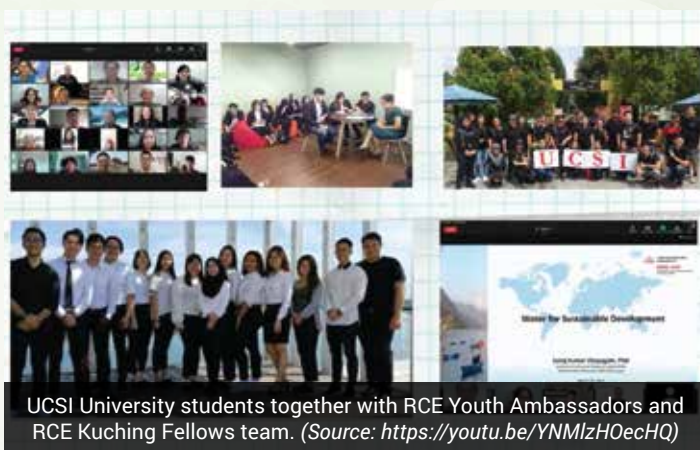 UCSI
Water for Sustainable Development
UCSI University students together with RCE Youth Ambassadors and
RCE Kuching Fellows team. (Source: https://youtu.be/YNMlzHOecHQ)